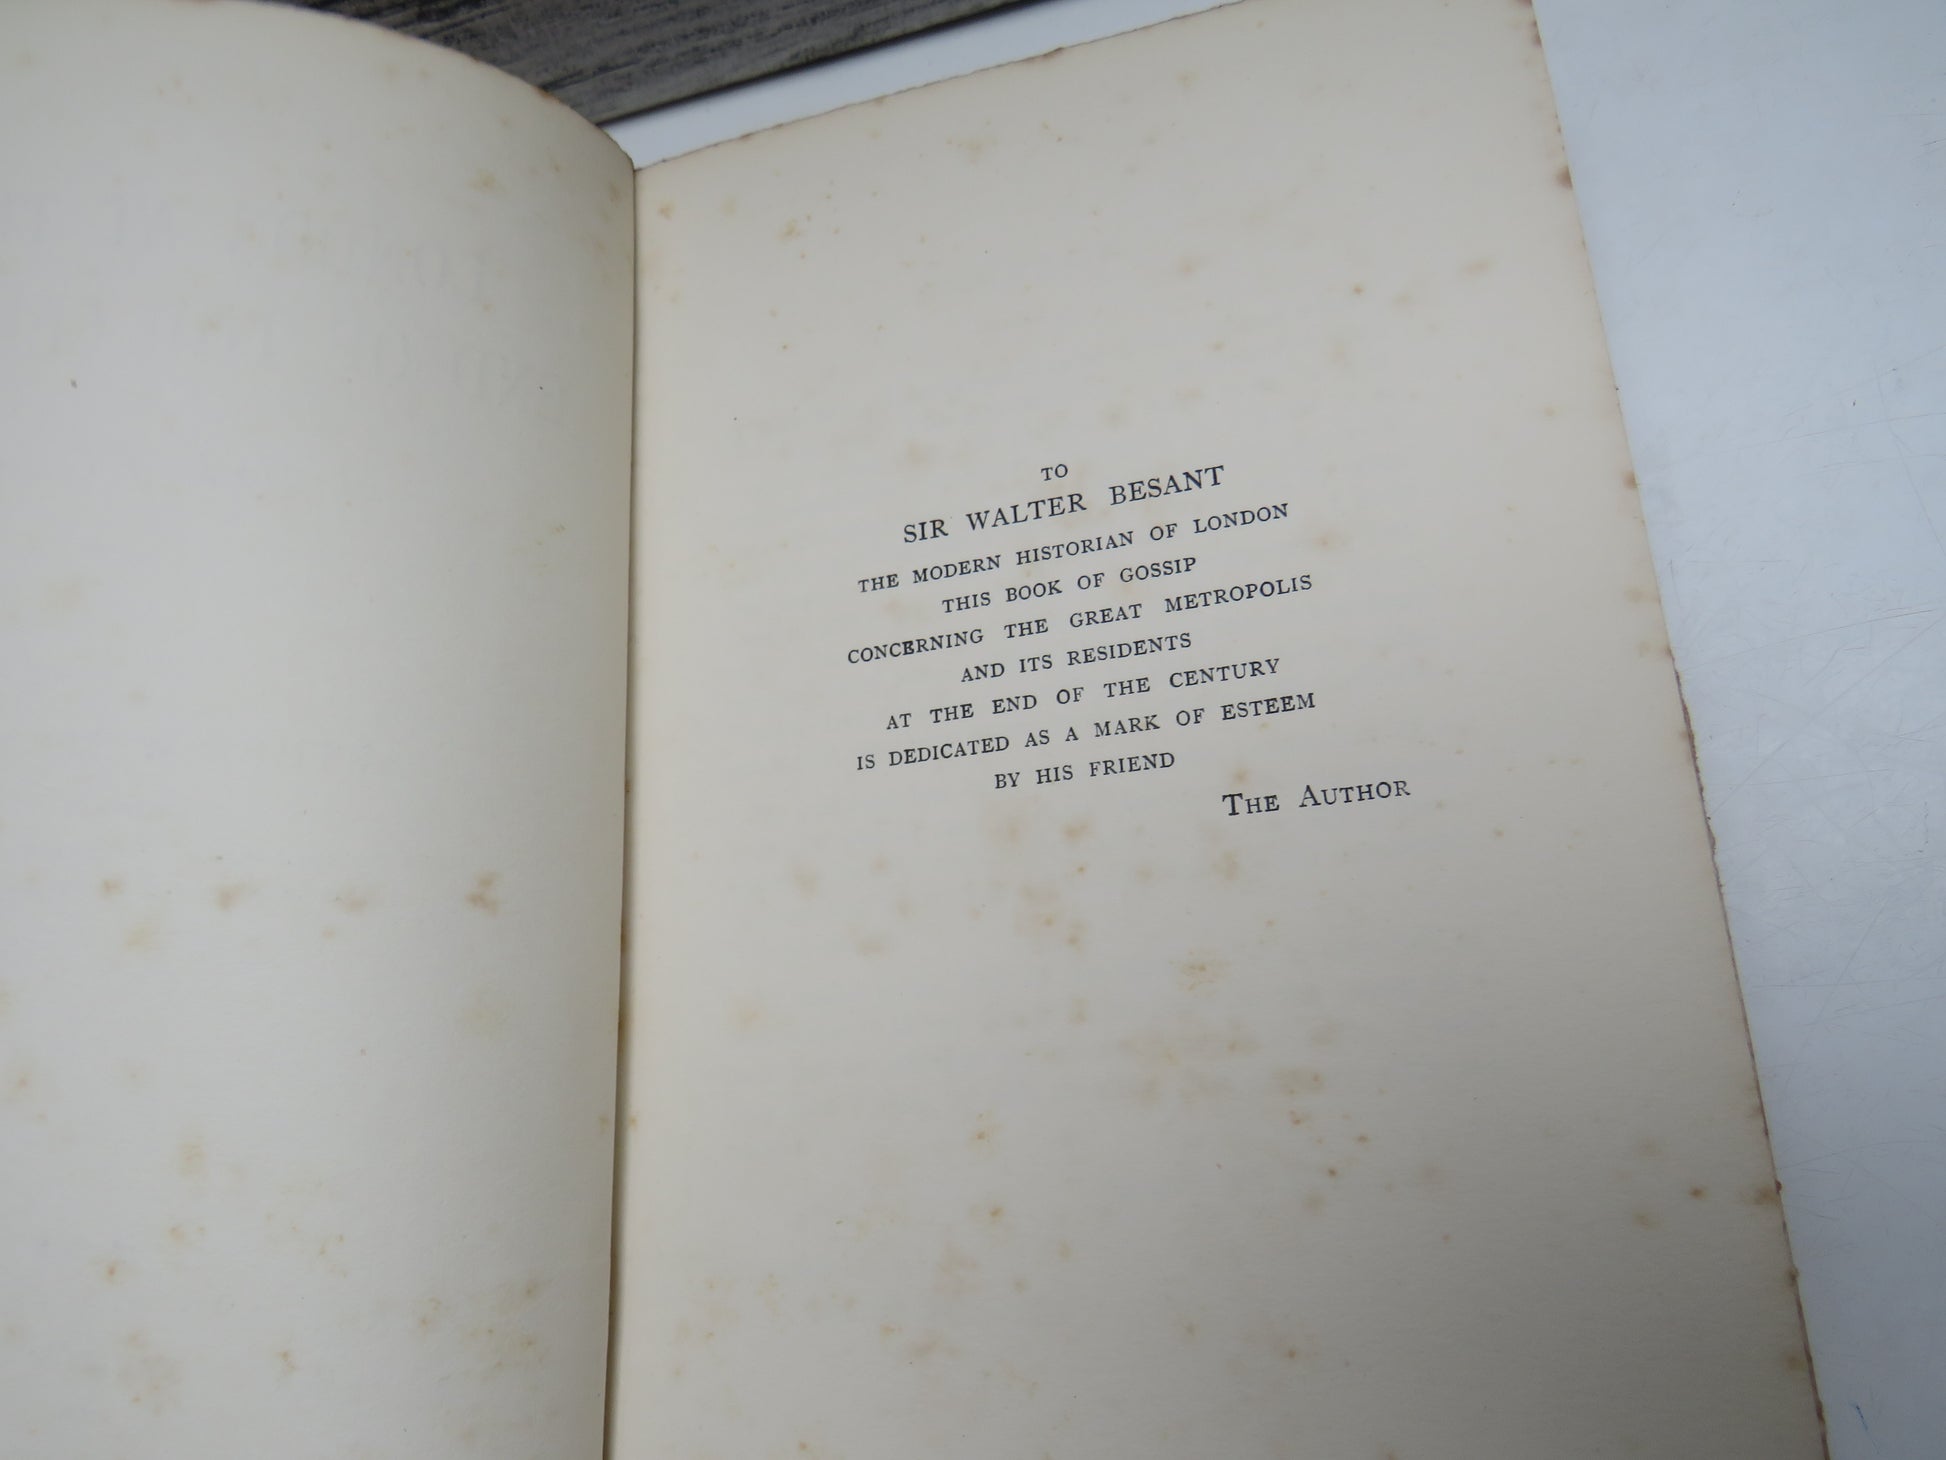 TO
SIR WALTER BESANT
THE MODERN HISTORIAN OF LONDON
THIS BOOK OF GOSSIP
CONCERNING THE GREAT METROPOLIS
AND ITS RESIDENTS
AT THE END OF THE CENTURY
IS DEDICATED AS A MARK OF ESTEEM
BY HIS FRIEND
THE AUTHOR